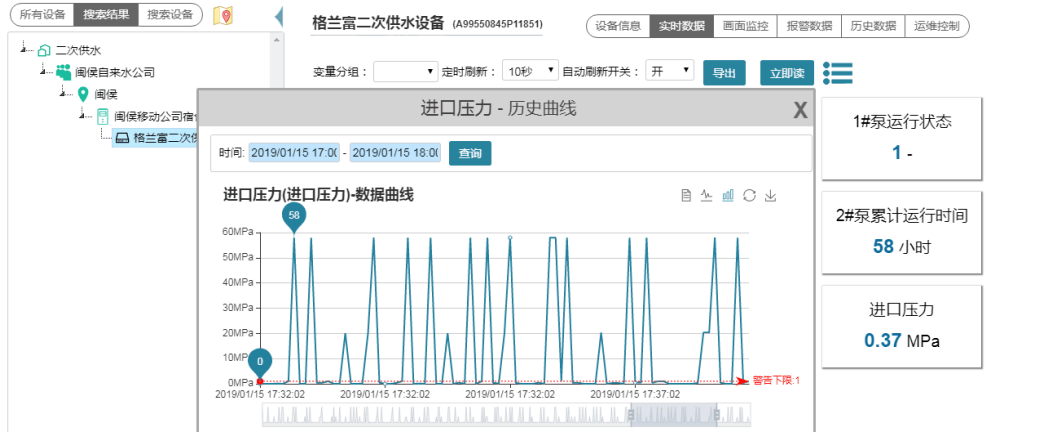 所有设备 搜索结果 搜索设备
二次供水
闽侯自来水公司
闽侯
闽侯移动公司宿
格兰富二次供
格兰富二次供水设备 (A99550845P11851)
设备信息 实时数据 画面监控 报警数据 历史数据 运维控制
变量分组： 定时刷新： 10秒 自动刷新开关： 开 导出 立即读
进口压力 - 历史曲线 X
时间: 2019/01/15 17:00 - 2019/01/15 18:00 查询
进口压力(进口压力)-数据曲线
58
60MPa
50MPa
40MPa
30MPa
20MPa
10MPa
0
0MPa
警告下限:1
2019/01/15 17:32:02 2019/01/15 17:32:02 2019/01/15 17:32:02 2019/01/15 17:37:02
1#泵运行状态
1 -
2#泵累计运行时间
58 小时
进口压力
0.37 MPa